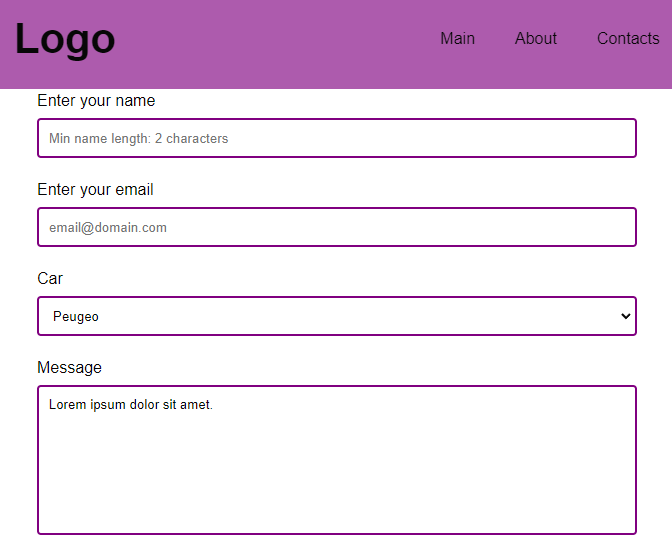 Logo
Main About Contacts
Enter your name
Min name length: 2 characters
Enter your email
email@domain.com
Car
Peugeo
Message
Lorem ipsum dolor sit amet.